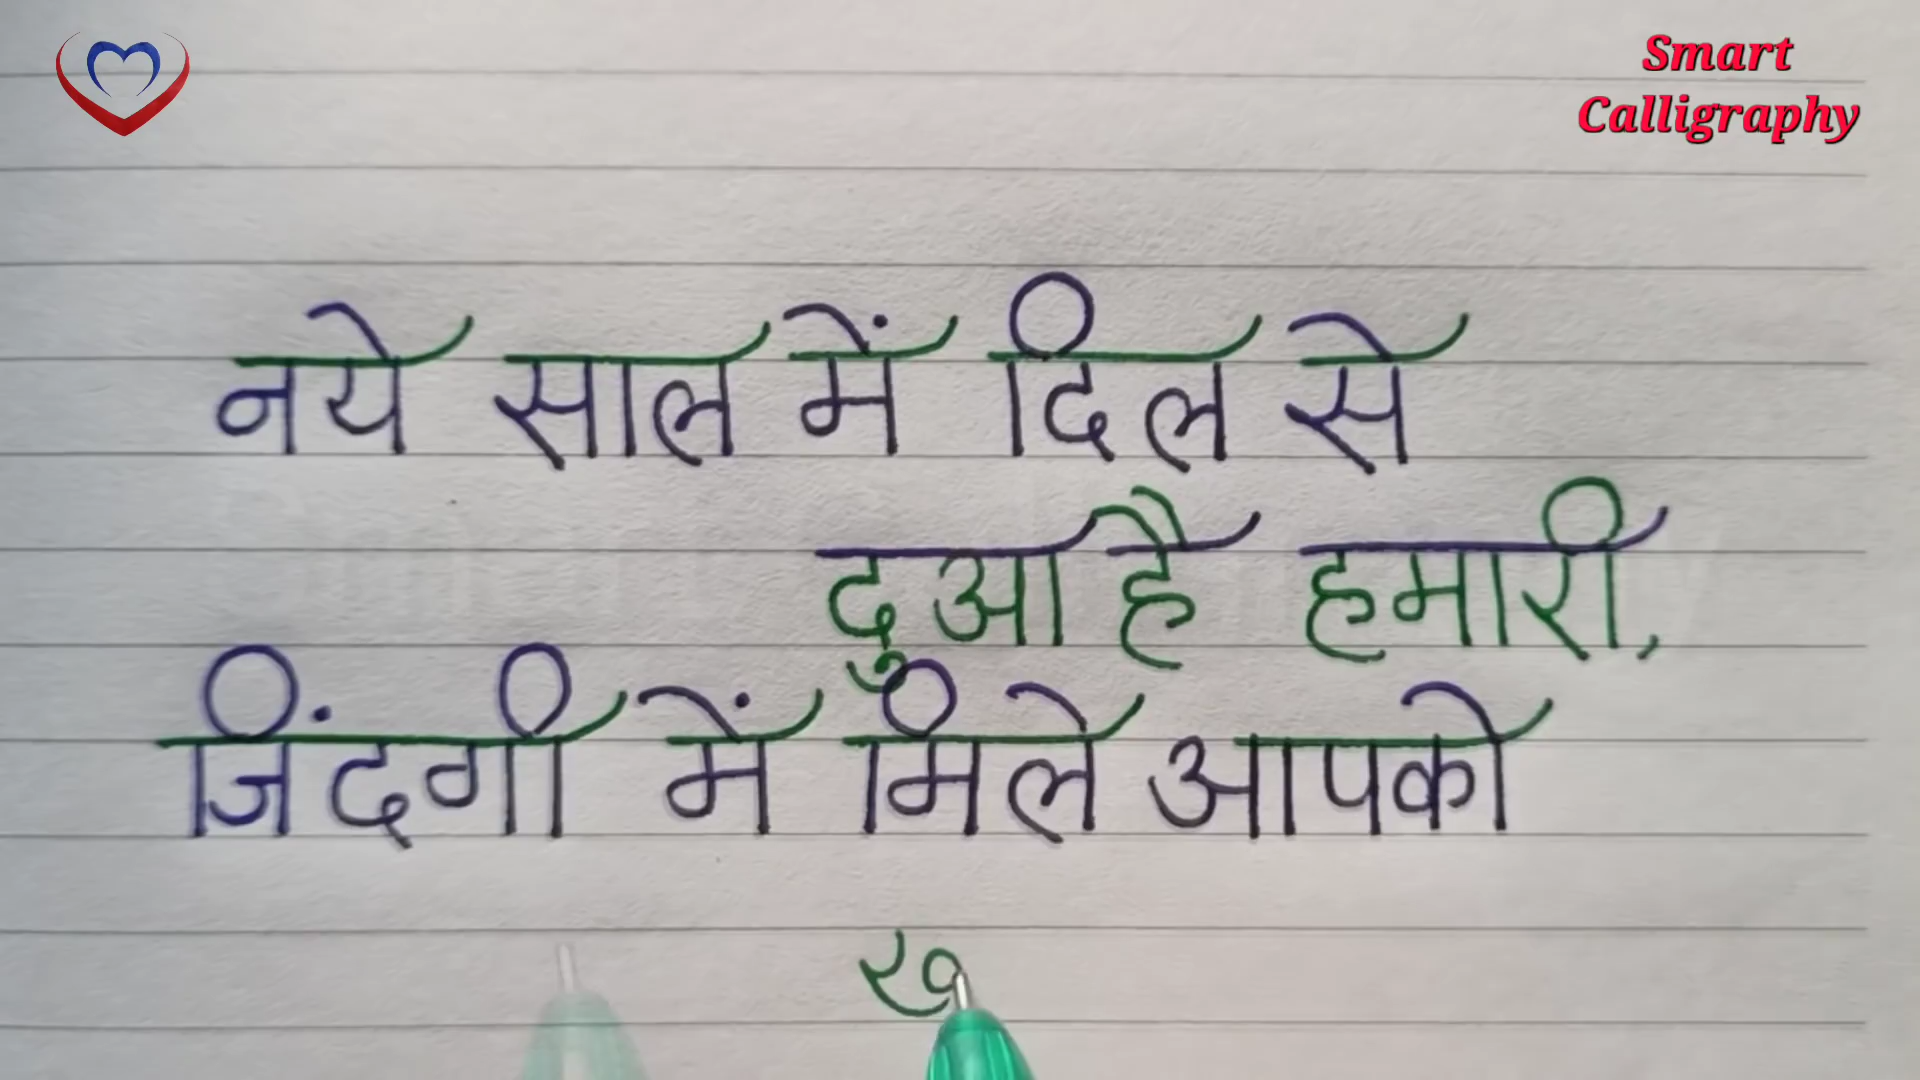 Smart
Calligraphy
नये साल में दिल से
दुआ है हमारी,
जिंदगी में मिले आपको
ख